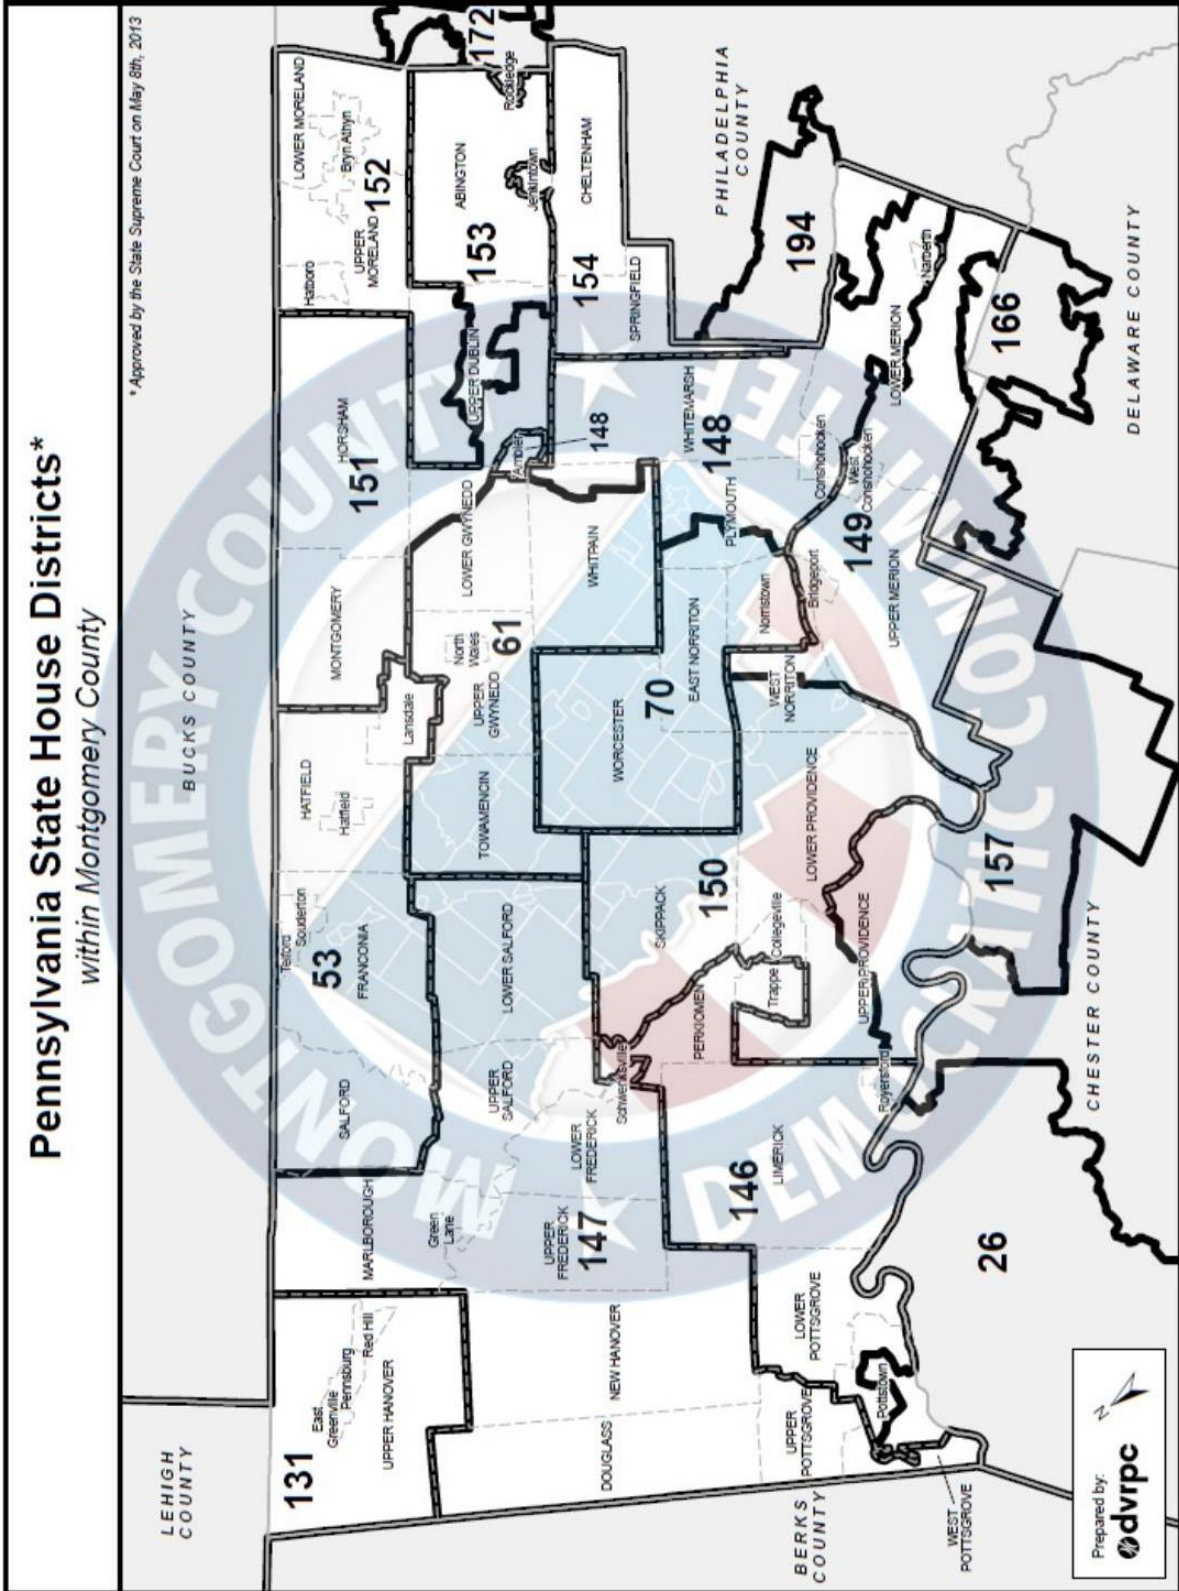 Pennsylvania State House Districts*
within Montgomery County
*Approved by the State Supreme Court on May 8th, 2013
LEHIGH
COUNTY
BUCKS COUNTY
MONTGOMERY COUNTY
DEMOCRATIC COMMITTEE
131
East
Greenville
Pennsburg
Red Hill
UPPER HANOVER
MARLBOROUGH
Green
Lane
SALFORD
Telford
Souderton
53
FRANCONIA
HATFIELD
Hatfield
Lansdale
MONTGOMERY
151
HORSHAM
Hatboro
UPPER
MORELAND
152
LOWER MORELAND
Bryn Athyn
172
Rockledge
ABINGTON
153
Jenkintown
CHELTENHAM
154
SPRINGFIELD
UPPER DUBLIN
Ambler
148
LOWER GWYNEDD
North
Wales
61
UPPER
GWYNEDD
TOWAMENCIN
LOWER SALFORD
UPPER
SALFORD
LOWER
FREDERICK
UPPER
FREDERICK
147
Schwenksville
NEW HANOVER
DOUGLASS
WHITPAIN
WHITEMARSH
148
PLYMOUTH
WORCESTER
70
EAST NORRITON
Norristown
WEST
NORRITON
Bridgeport
Conshohocken
West
Conshohocken
149
UPPER MERION
LOWER MERION
Narberth
194
166
PHILADELPHIA
COUNTY
DELAWARE COUNTY
SKIPPACK
150
LOWER PROVIDENCE
PERKIOMEN
Trappe
Collegeville
UPPER PROVIDENCE
Royersford
157
146
LIMERICK
LOWER
POTTSGROVE
UPPER
POTTSGROVE
Pottstown
WEST
POTTSGROVE
BERKS
COUNTY
26
CHESTER COUNTY
Prepared by:
dvrpc
N